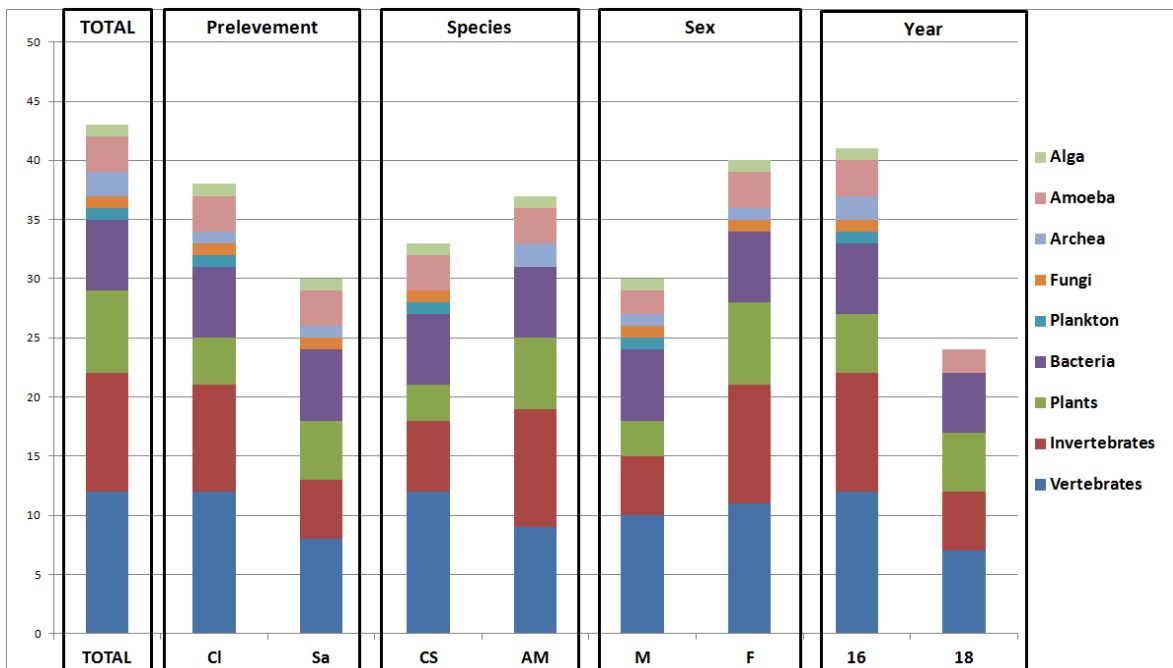 TOTAL Prelevement Species Sex Year
50
45
40
35
30
25
20
15
10
5
0
TOTAL Cl Sa CS AM M F 16 18
Alga
Amoeba
Archea
Fungi
Plankton
Bacteria
Plants
Invertebrates
Vertebrates